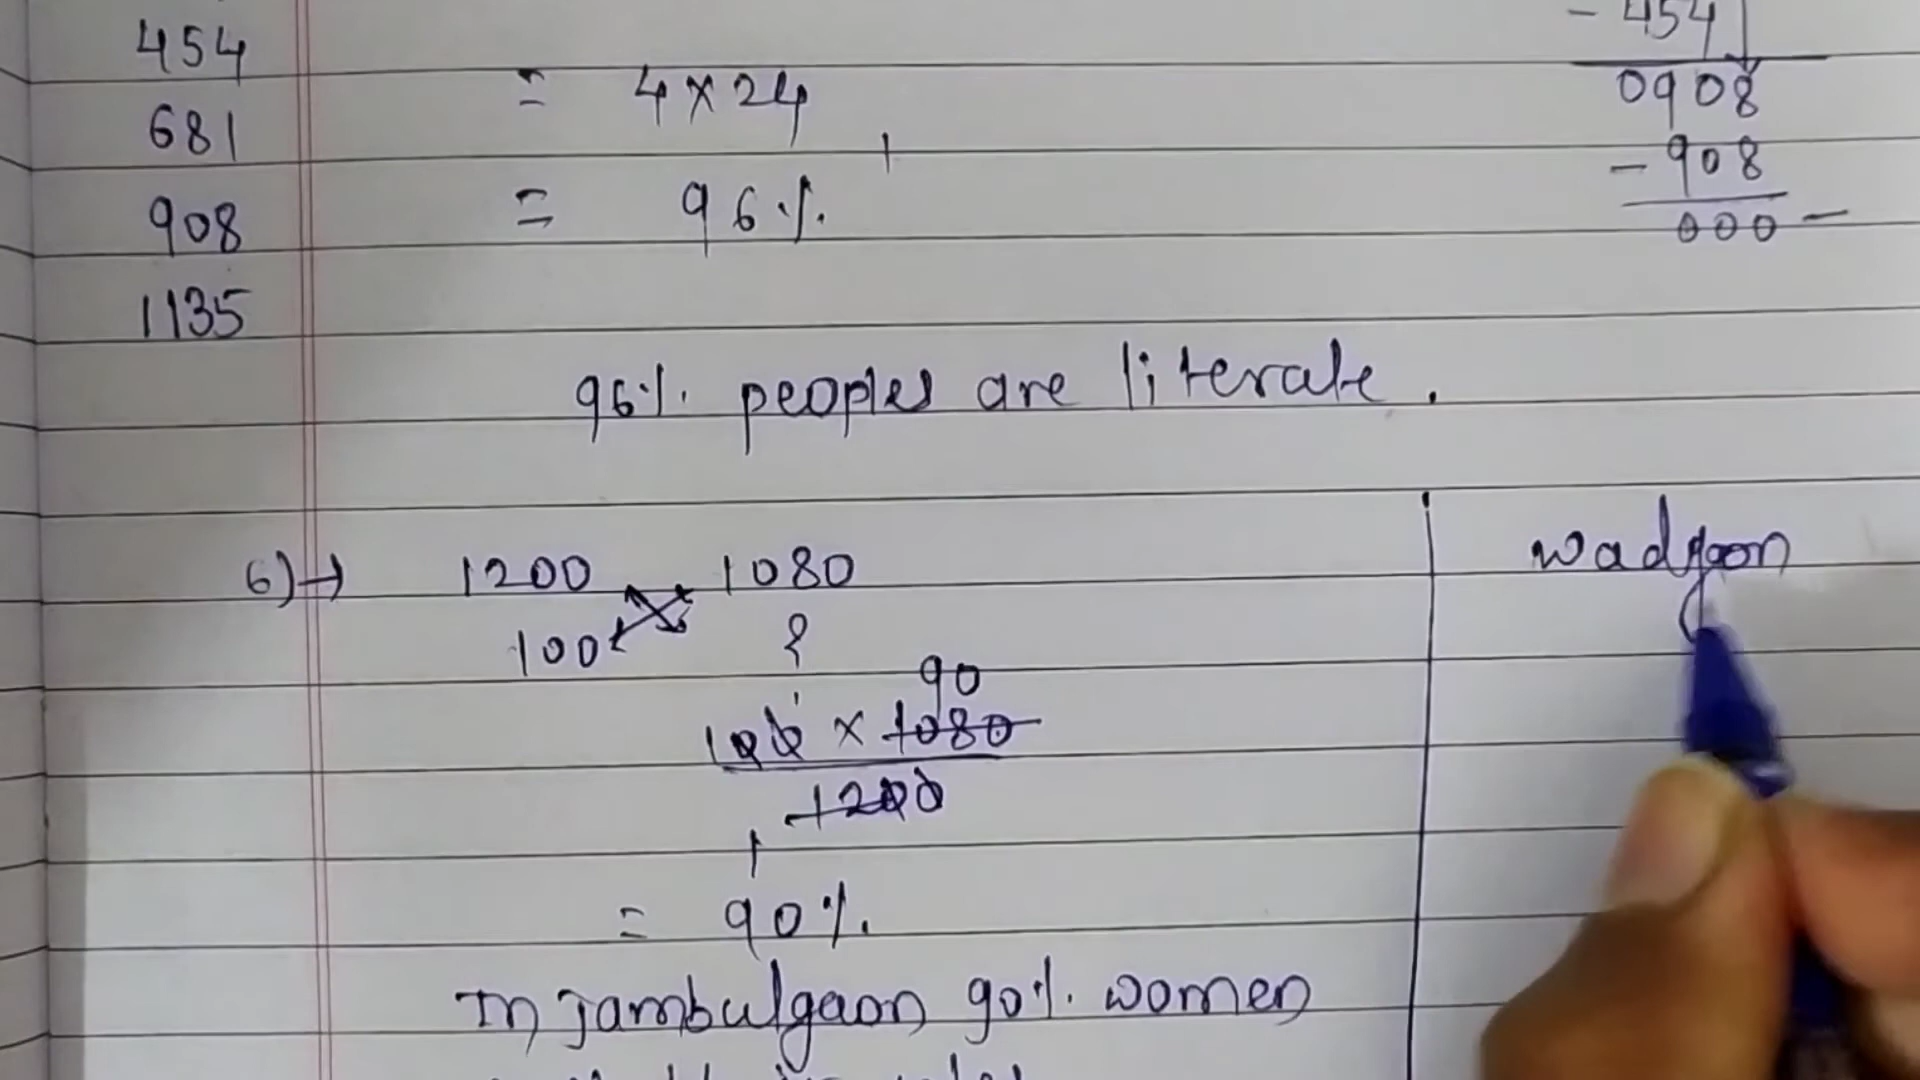 454
681
908
1135
= 4 × 24
= 96 %.
- 454
0908
- 908
000
96%. peoples are literate.
6)→ 1200 1080
100 ?
90
100 × 1080
1200
= 90%.
In Jambulgaon 90%. women
wadgaon